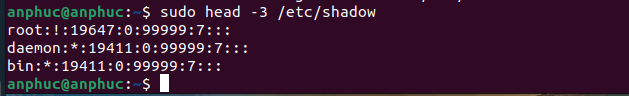 anphuc@anphuc:~$ sudo head -3 /etc/shadow
root:!:19647:0:99999:7:::
daemon:*:19411:0:99999:7:::
bin:*:19411:0:99999:7:::
anphuc@anphuc:~$